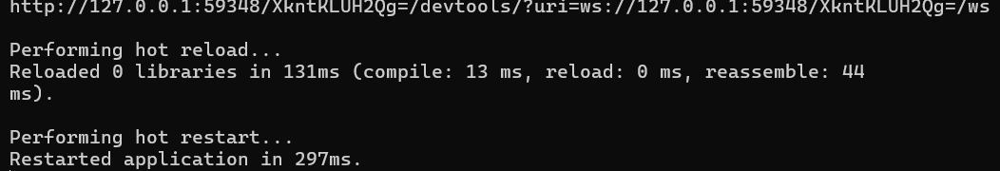 http://127.0.0.1:59348/XkntKLUH2Qg=/devtools/?uri=ws://127.0.0.1:59348/XkntKLUH2Qg=/ws
Performing hot reload...
Reloaded 0 libraries in 131ms (compile: 13 ms, reload: 0 ms, reassemble: 44
ms).
Performing hot restart...
Restarted application in 297ms.